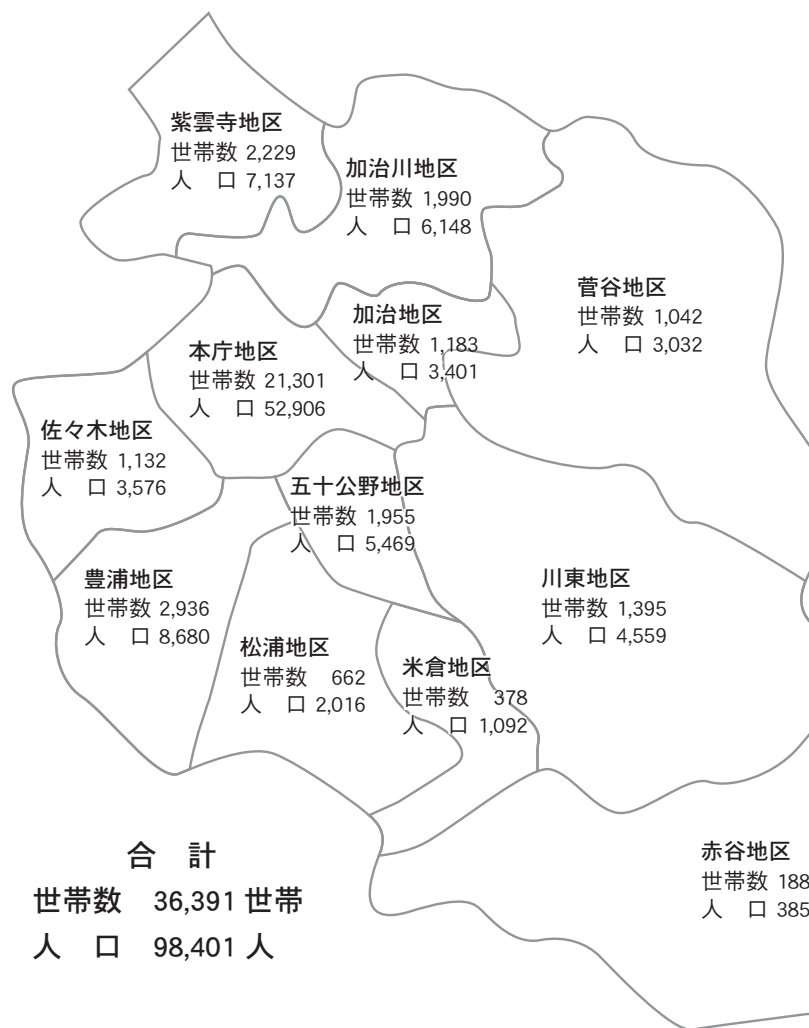 紫雲寺地区
世帯数 2,229
人　口 7,137
加治川地区
世帯数 1,990
人　口 6,148
菅谷地区
世帯数 1,042
人　口 3,032
加治地区
世帯数 1,183
人　口 3,401
本庁地区
世帯数 21,301
人　口 52,906
佐々木地区
世帯数 1,132
人　口 3,576
五十公野地区
世帯数 1,955
人　口 5,469
豊浦地区
世帯数 2,936
人　口 8,680
川東地区
世帯数 1,395
人　口 4,559
松浦地区
世帯数　662
人　口 2,016
米倉地区
世帯数　378
人　口 1,092
赤谷地区
世帯数 188
人　口 385
合　計
世帯数　36,391 世帯
人　口　98,401 人